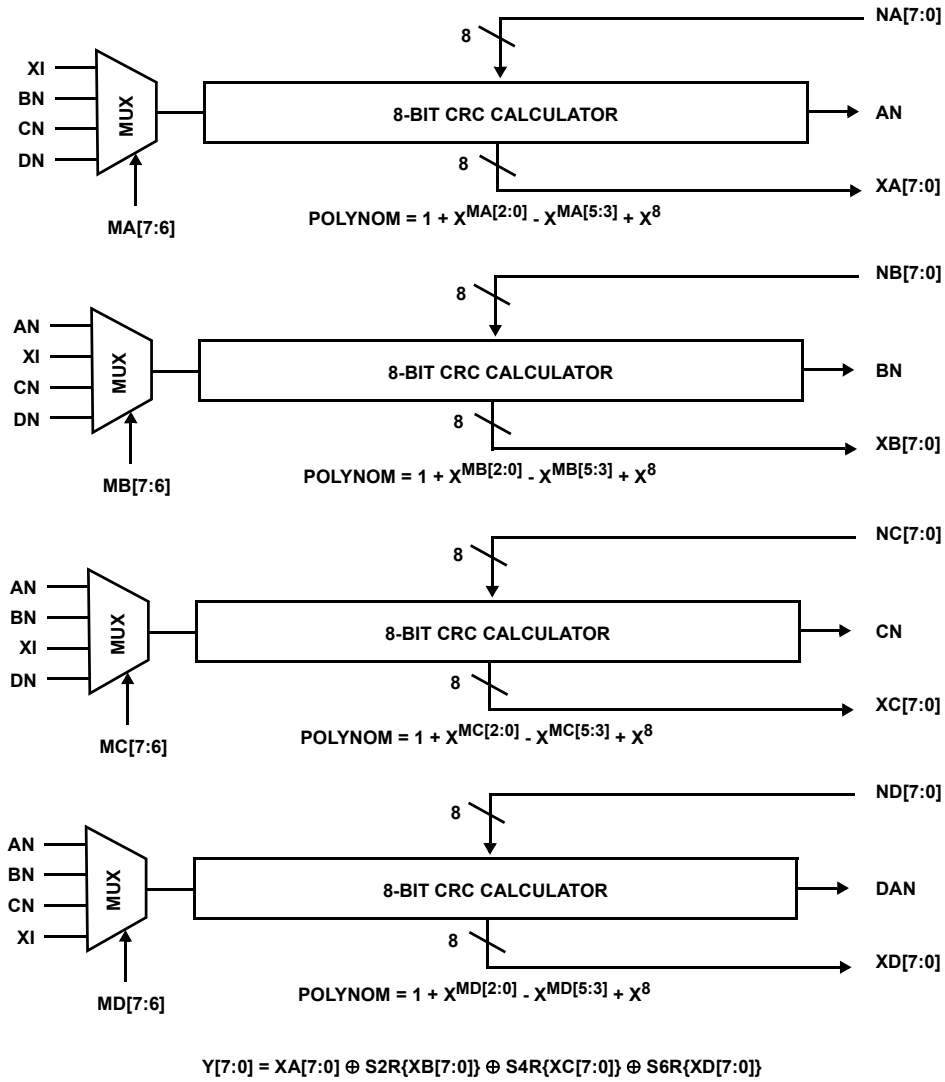 NA[7:0]
8
XI
BN
CN
DN
MUX
8-BIT CRC CALCULATOR
AN
8
XA[7:0]
MA[7:6]
POLYNOM = 1 + X^MA[2:0] - X^MA[5:3] + X^8
NB[7:0]
8
AN
XI
CN
DN
MUX
8-BIT CRC CALCULATOR
BN
8
XB[7:0]
MB[7:6]
POLYNOM = 1 + X^MB[2:0] - X^MB[5:3] + X^8
NC[7:0]
8
AN
BN
XI
DN
MUX
8-BIT CRC CALCULATOR
CN
8
XC[7:0]
MC[7:6]
POLYNOM = 1 + X^MC[2:0] - X^MC[5:3] + X^8
ND[7:0]
8
AN
BN
CN
XI
MUX
8-BIT CRC CALCULATOR
DAN
8
XD[7:0]
MD[7:6]
POLYNOM = 1 + X^MD[2:0] - X^MD[5:3] + X^8
Y[7:0] = XA[7:0] ⊕ S2R{XB[7:0]} ⊕ S4R{XC[7:0]} ⊕ S6R{XD[7:0]}